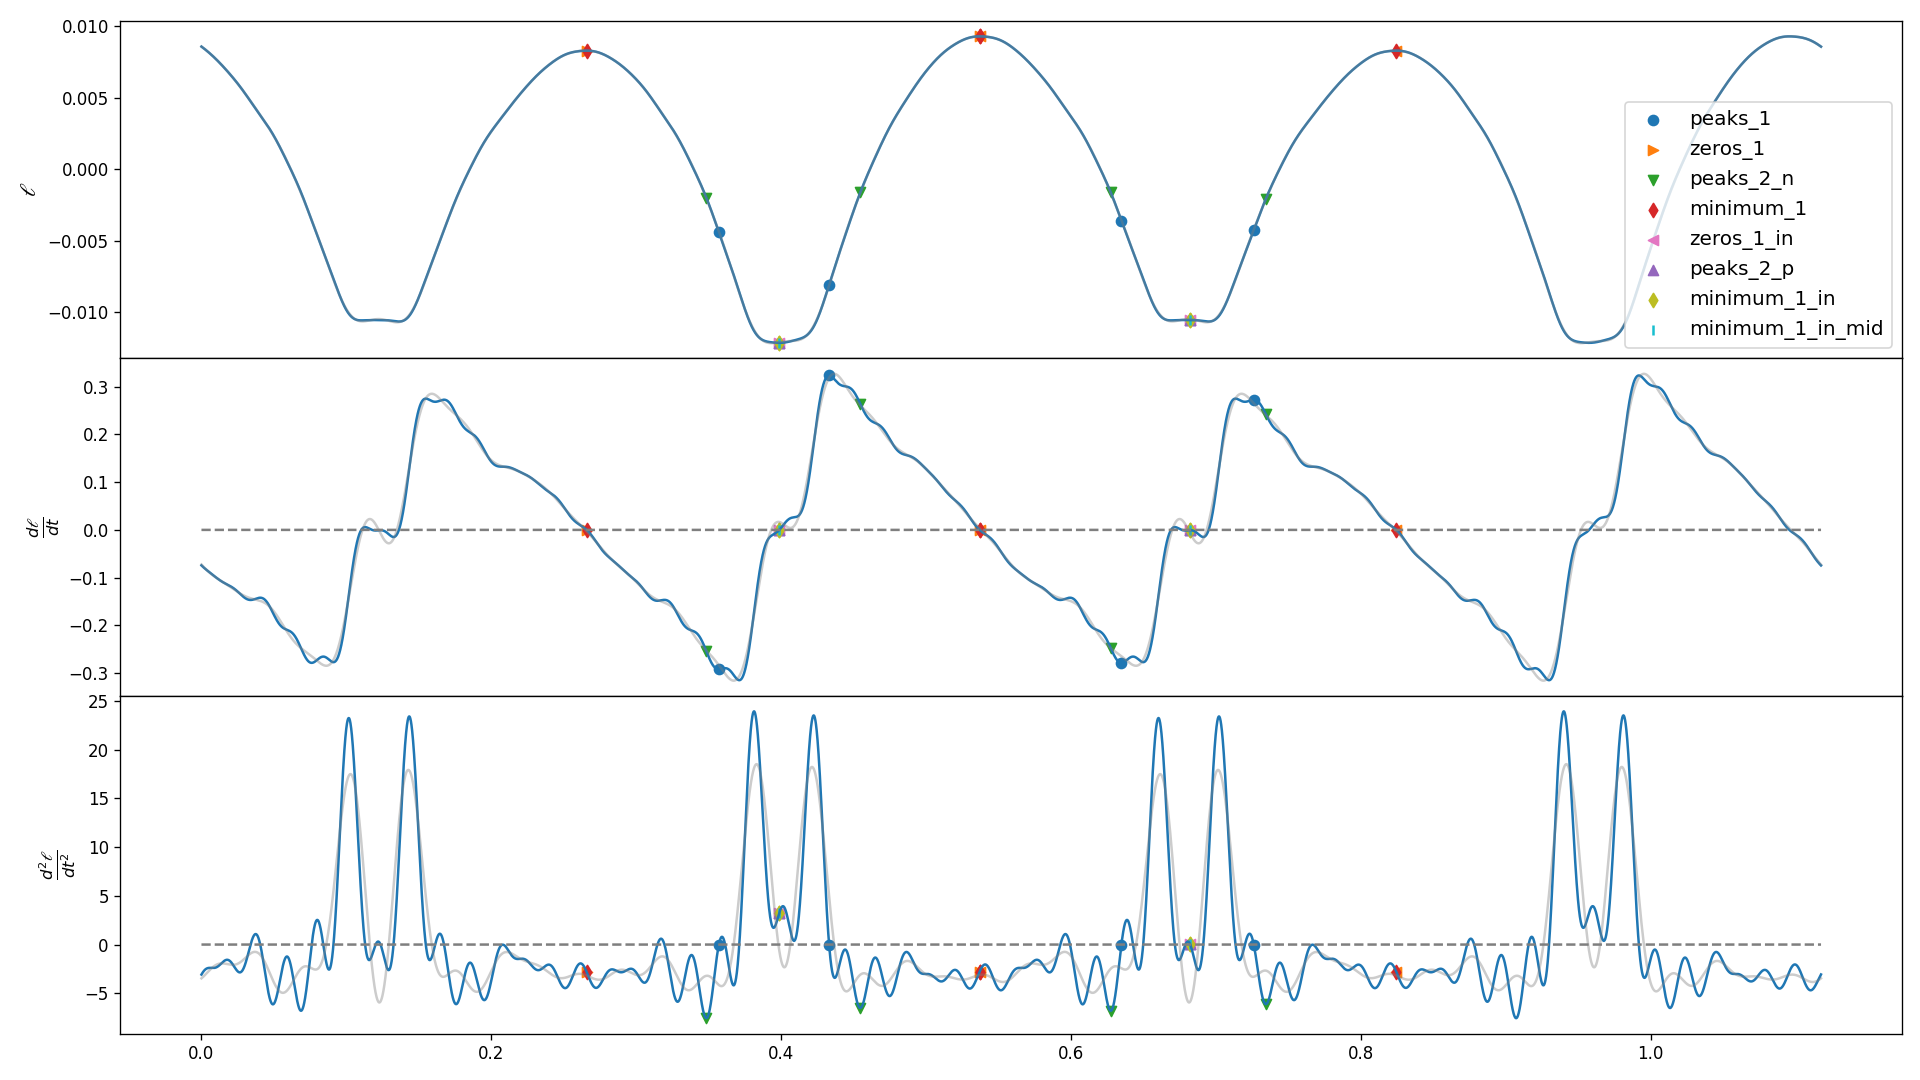 0.010
0.005
0.000
−0.005
−0.010
ℓ
peaks_1
zeros_1
peaks_2_n
minimum_1
zeros_1_in
peaks_2_p
minimum_1_in
minimum_1_in_mid
0.3
0.2
0.1
0.0
−0.1
−0.2
−0.3
dℓ
dt
25
20
15
10
5
0
−5
d²ℓ
dt²
0.0 0.2 0.4 0.6 0.8 1.0